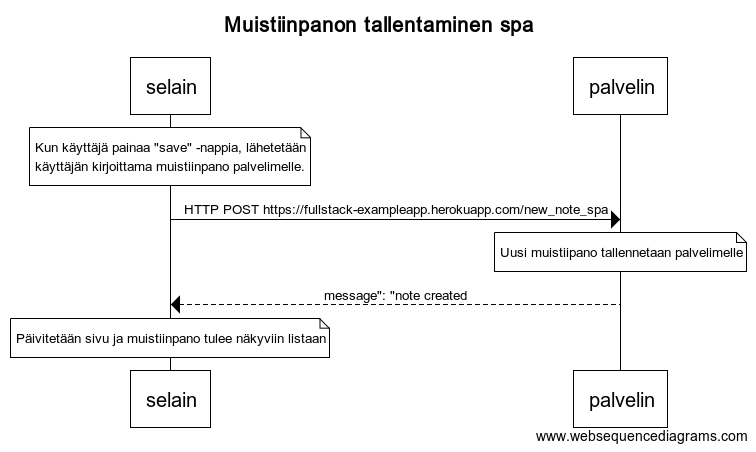 Muistiinpanon tallentaminen spa
selain
palvelin
Kun käyttäjä painaa "save" -nappia, lähetetään
käyttäjän kirjoittama muistiinpano palvelimelle.
HTTP POST https://fullstack-exampleapp.herokuapp.com/new_note_spa
Uusi muistiipano tallennetaan palvelimelle
message": "note created
Päivitetään sivu ja muistiinpano tulee näkyviin listaan
selain
palvelin
www.websequencediagrams.com